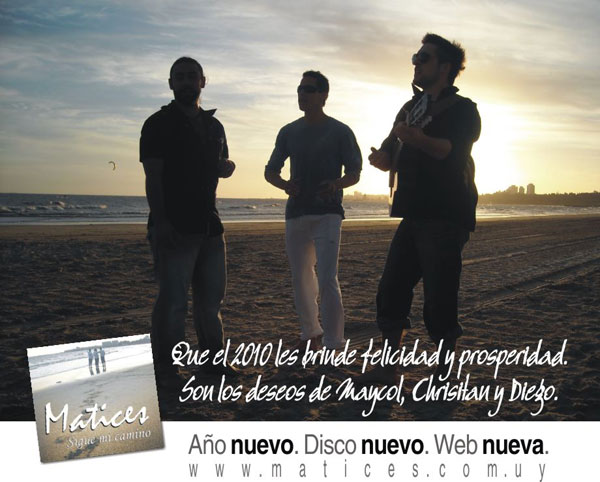 Que el 2010 les brinde felicidad y prosperidad.
Son los deseos de Maycol, Chrisitan y Diego.
Matices
Sigue mi camino
Año nuevo. Disco nuevo. Web nueva.
www.matices.com.uy